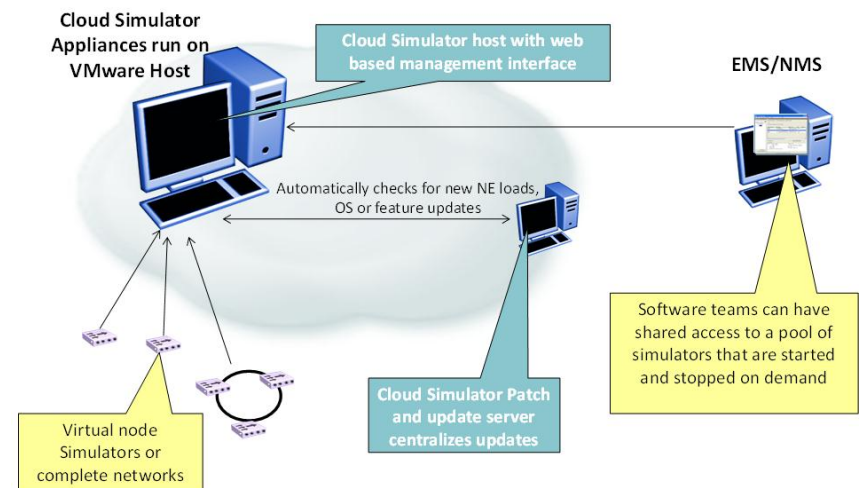 Cloud Simulator
Appliances run on
VMware Host
Cloud Simulator host with web
based management interface
EMS/NMS
Automatically checks for new NE loads,
OS or feature updates
Software teams can have
shared access to a pool of
simulators that are started
and stopped on demand
Cloud Simulator Patch
and update server
centralizes updates
Virtual node
Simulators or
complete networks